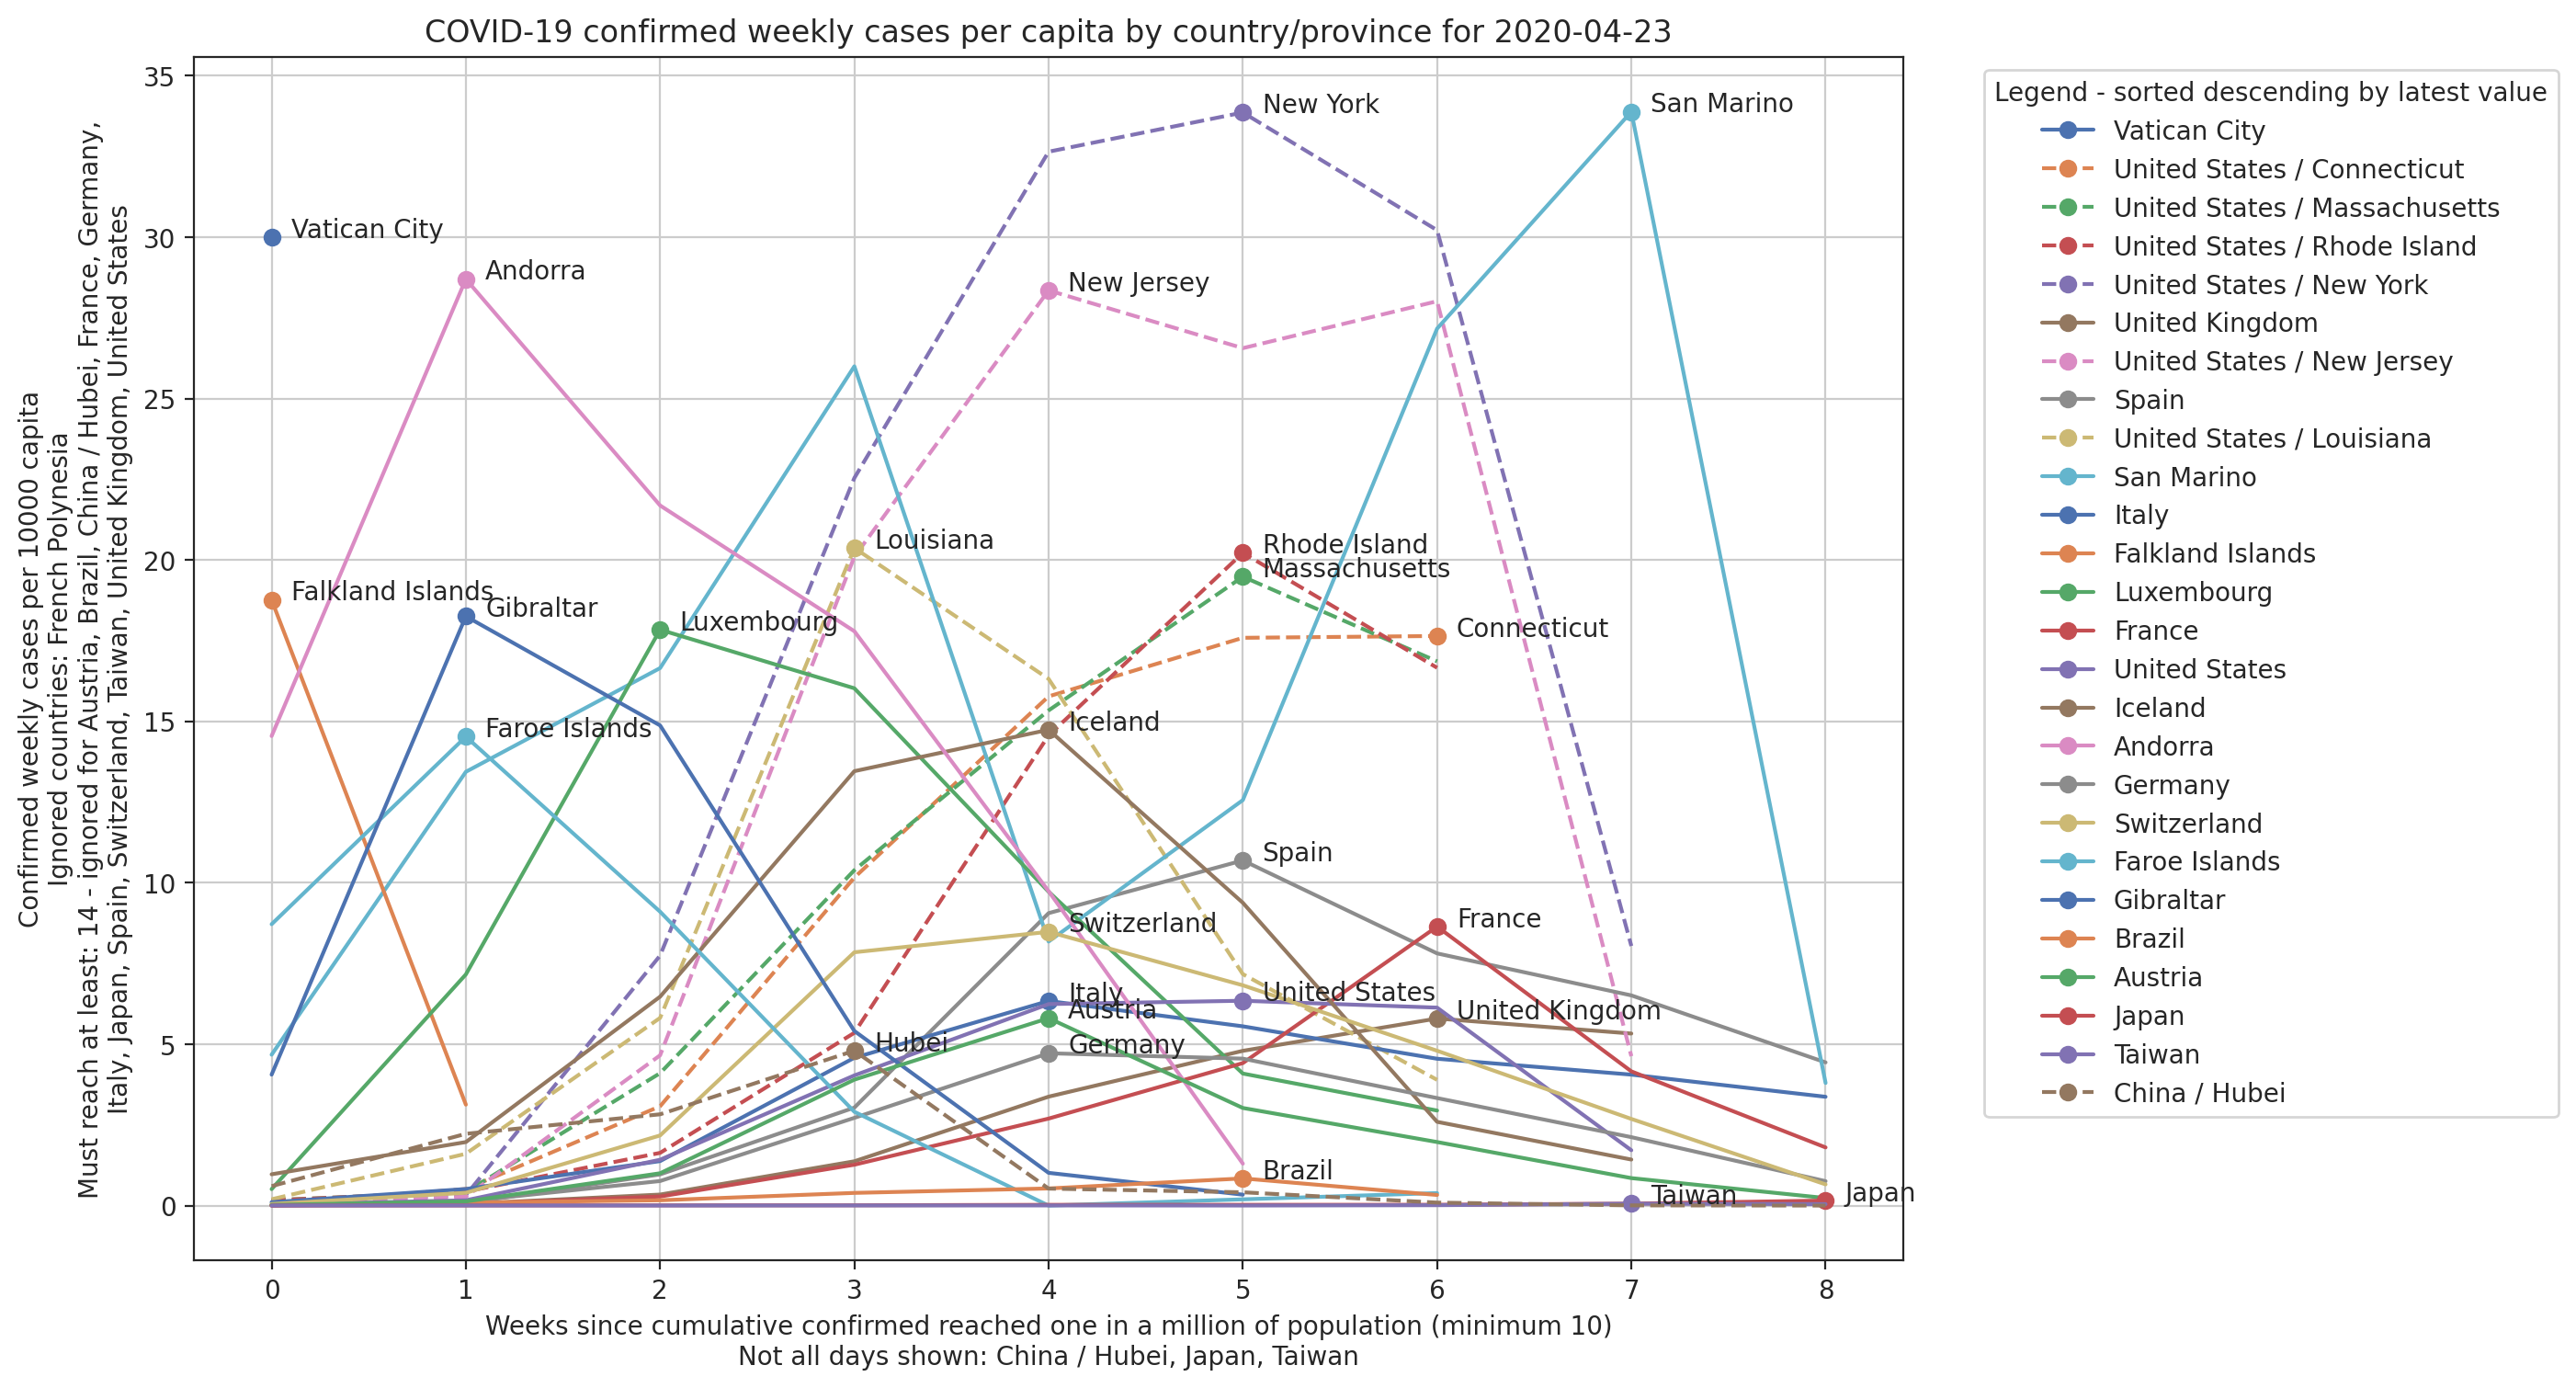 COVID-19 confirmed weekly cases per capita by country/province for 2020-04-23
Confirmed weekly cases per 10000 capita
Ignored countries: French Polynesia
Must reach at least: 14 - ignored for Austria, Brazil, China / Hubei, France, Germany,
Italy, Japan, Spain, Switzerland, Taiwan, United Kingdom, United States
35
30
25
20
15
10
5
0
New York
San Marino
Vatican City
Andorra
New Jersey
Louisiana
Rhode Island
Massachusetts
Falkland Islands
Gibraltar
Luxembourg
Connecticut
Faroe Islands
Iceland
Spain
Switzerland
France
Italy
United States
Austria
United Kingdom
Hubei
Germany
Brazil
Taiwan
Japan
0 1 2 3 4 5 6 7 8
Weeks since cumulative confirmed reached one in a million of population (minimum 10)
Not all days shown: China / Hubei, Japan, Taiwan
Legend - sorted descending by latest value
Vatican City
United States / Connecticut
United States / Massachusetts
United States / Rhode Island
United States / New York
United Kingdom
United States / New Jersey
Spain
United States / Louisiana
San Marino
Italy
Falkland Islands
Luxembourg
France
United States
Iceland
Andorra
Germany
Switzerland
Faroe Islands
Gibraltar
Brazil
Austria
Japan
Taiwan
China / Hubei